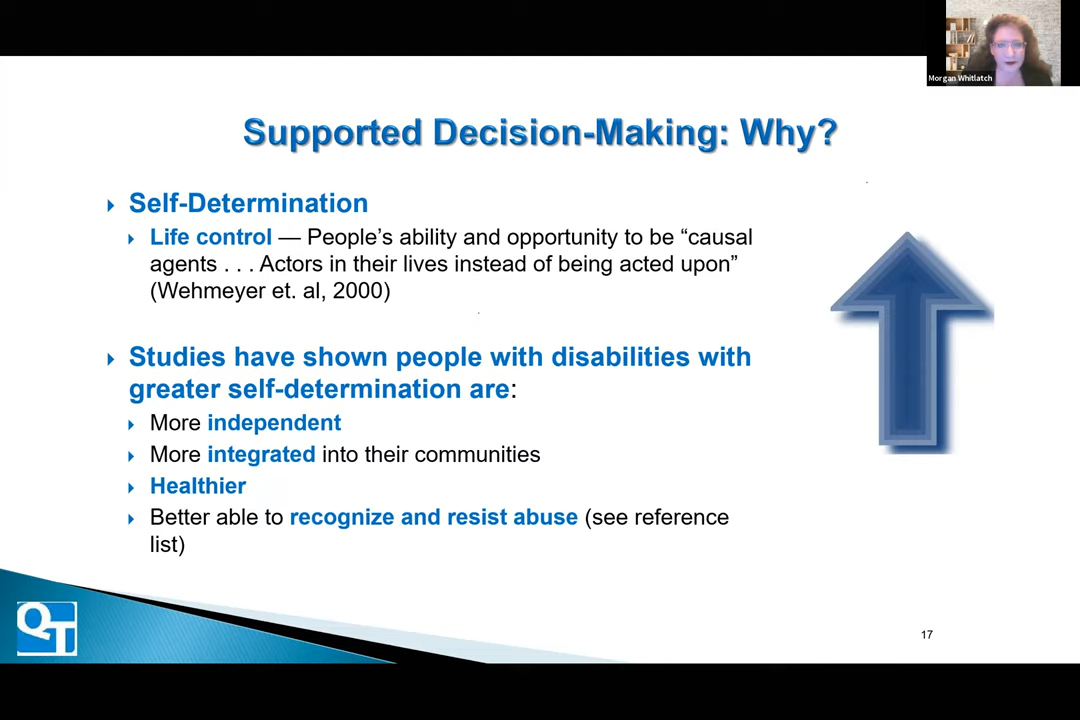 Morgan Whitlatch
Supported Decision-Making: Why?
Self-Determination
Life control — People’s ability and opportunity to be “causal
agents . . . Actors in their lives instead of being acted upon”
(Wehmeyer et. al, 2000)
Studies have shown people with disabilities with
greater self-determination are:
More independent
More integrated into their communities
Healthier
Better able to recognize and resist abuse (see reference
list)
QT
17